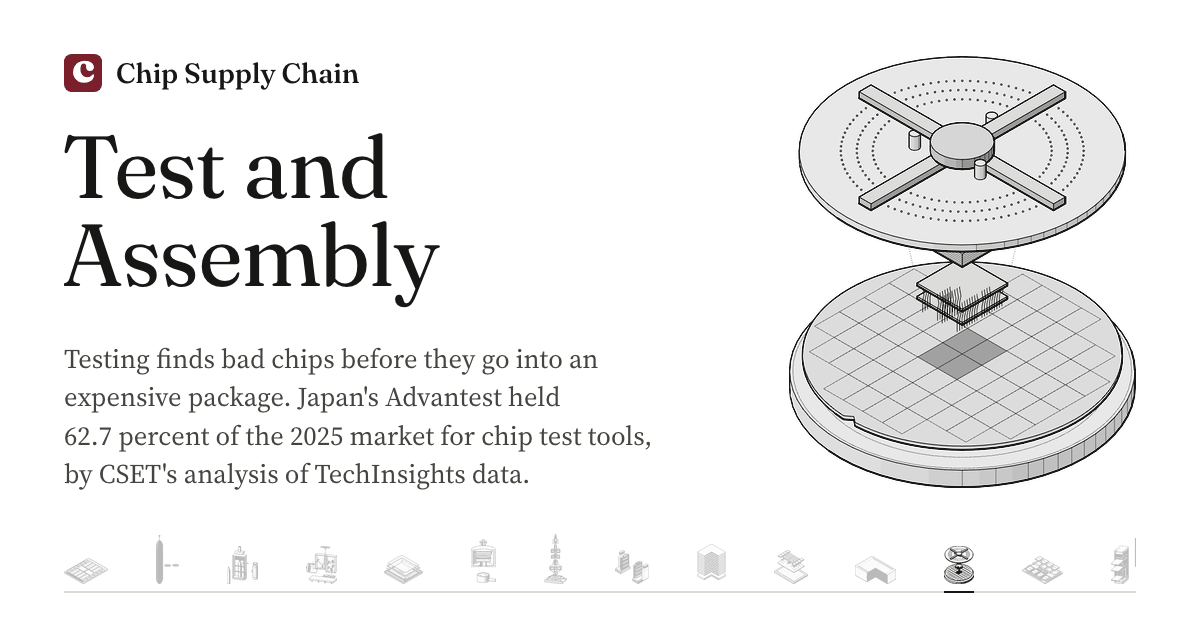 C Chip Supply Chain
Test and
Assembly
Testing finds bad chips before they go into an
expensive package. Japan's Advantest held
62.7 percent of the 2025 market for chip test tools,
by CSET's analysis of TechInsights data.